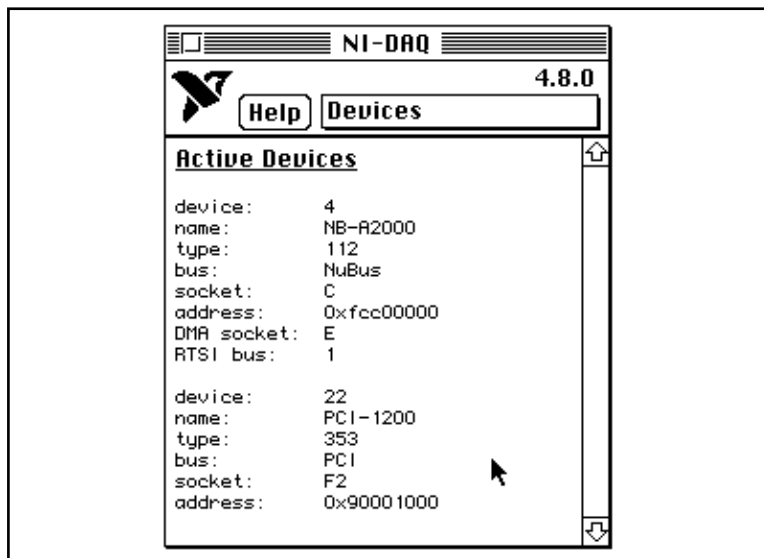 NI-DAQ
4.8.0
Help Devices
Active Devices
device: 4
name: NB-A2000
type: 112
bus: NuBus
socket: C
address: 0xfcc00000
DMA socket: E
RTSI bus: 1
device: 22
name: PCI-1200
type: 353
bus: PCI
socket: F2
address: 0x90001000